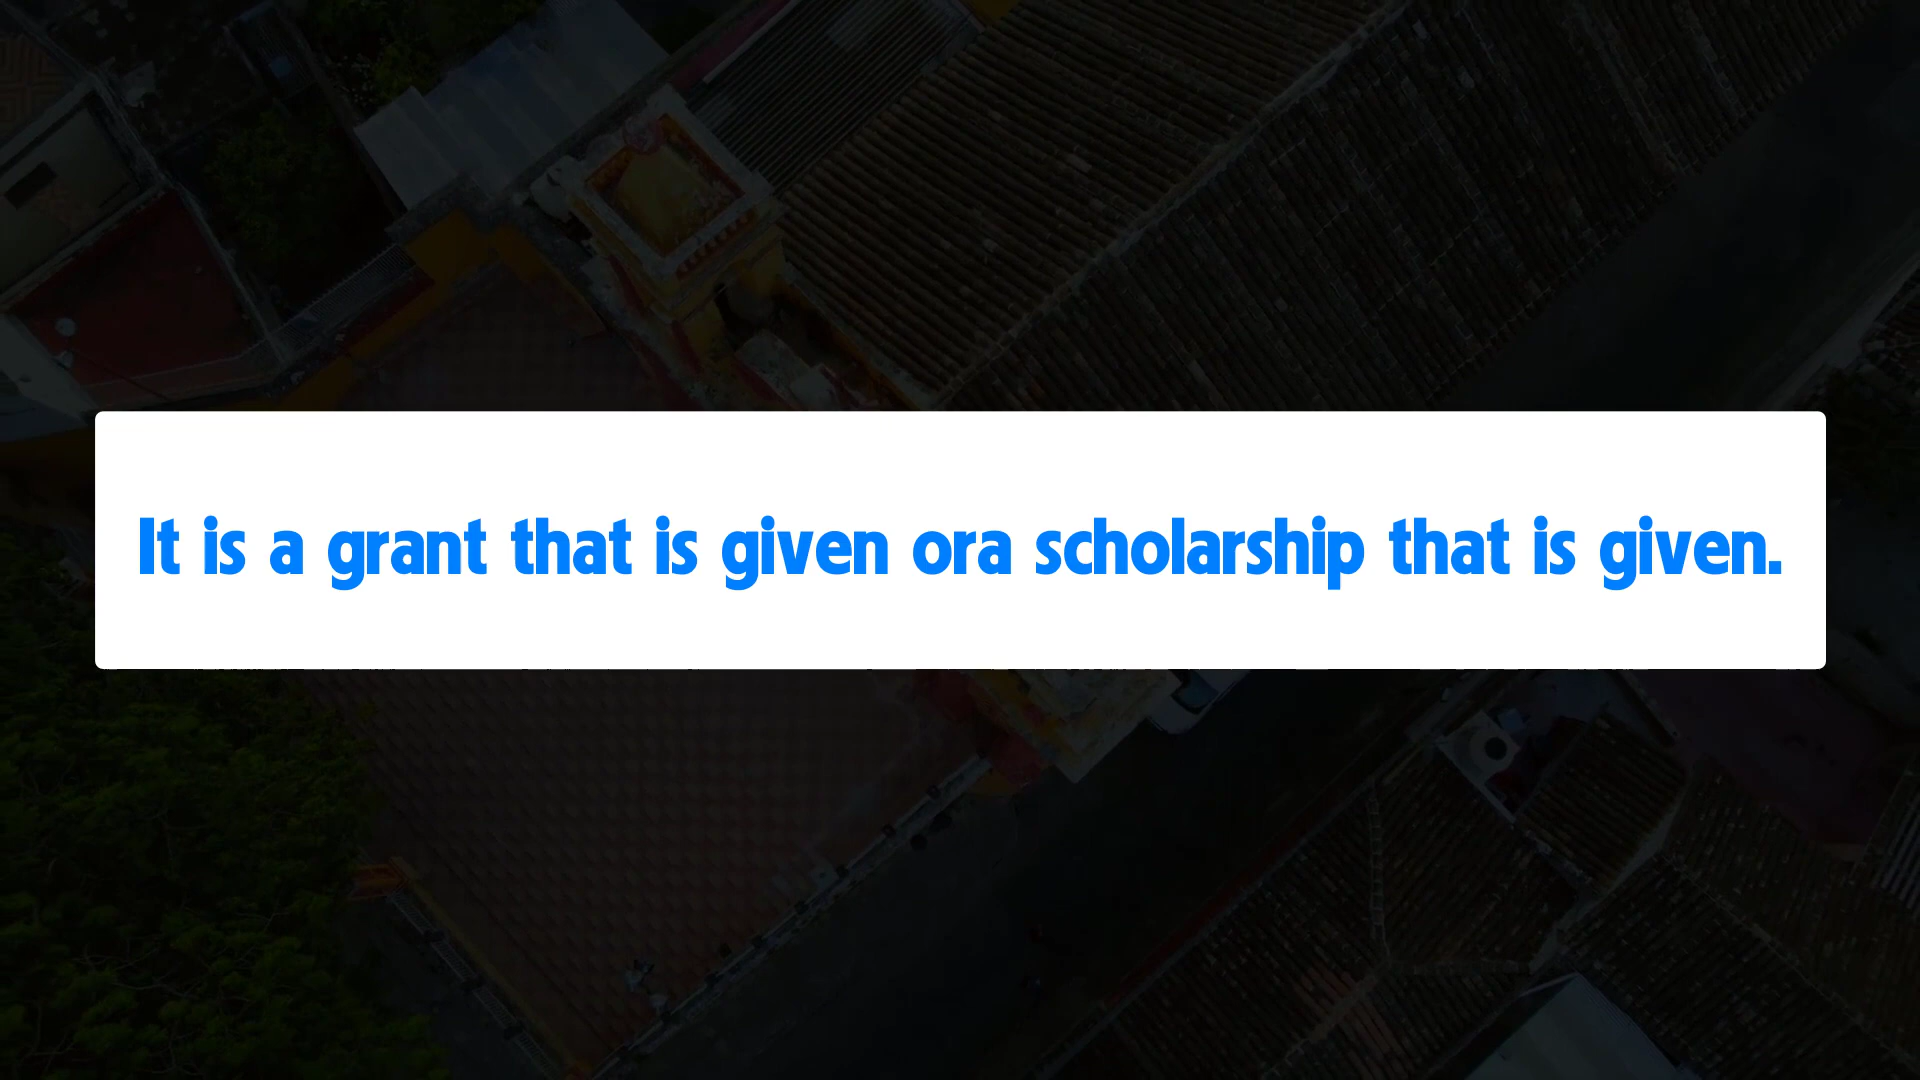 It is a grant that is given ora scholarship that is given.